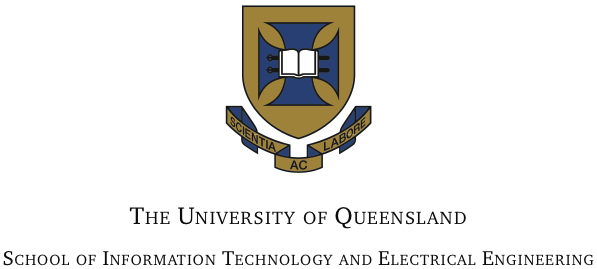 SCIENTIA AC LABORE
THE UNIVERSITY OF QUEENSLAND
SCHOOL OF INFORMATION TECHNOLOGY AND ELECTRICAL ENGINEERING